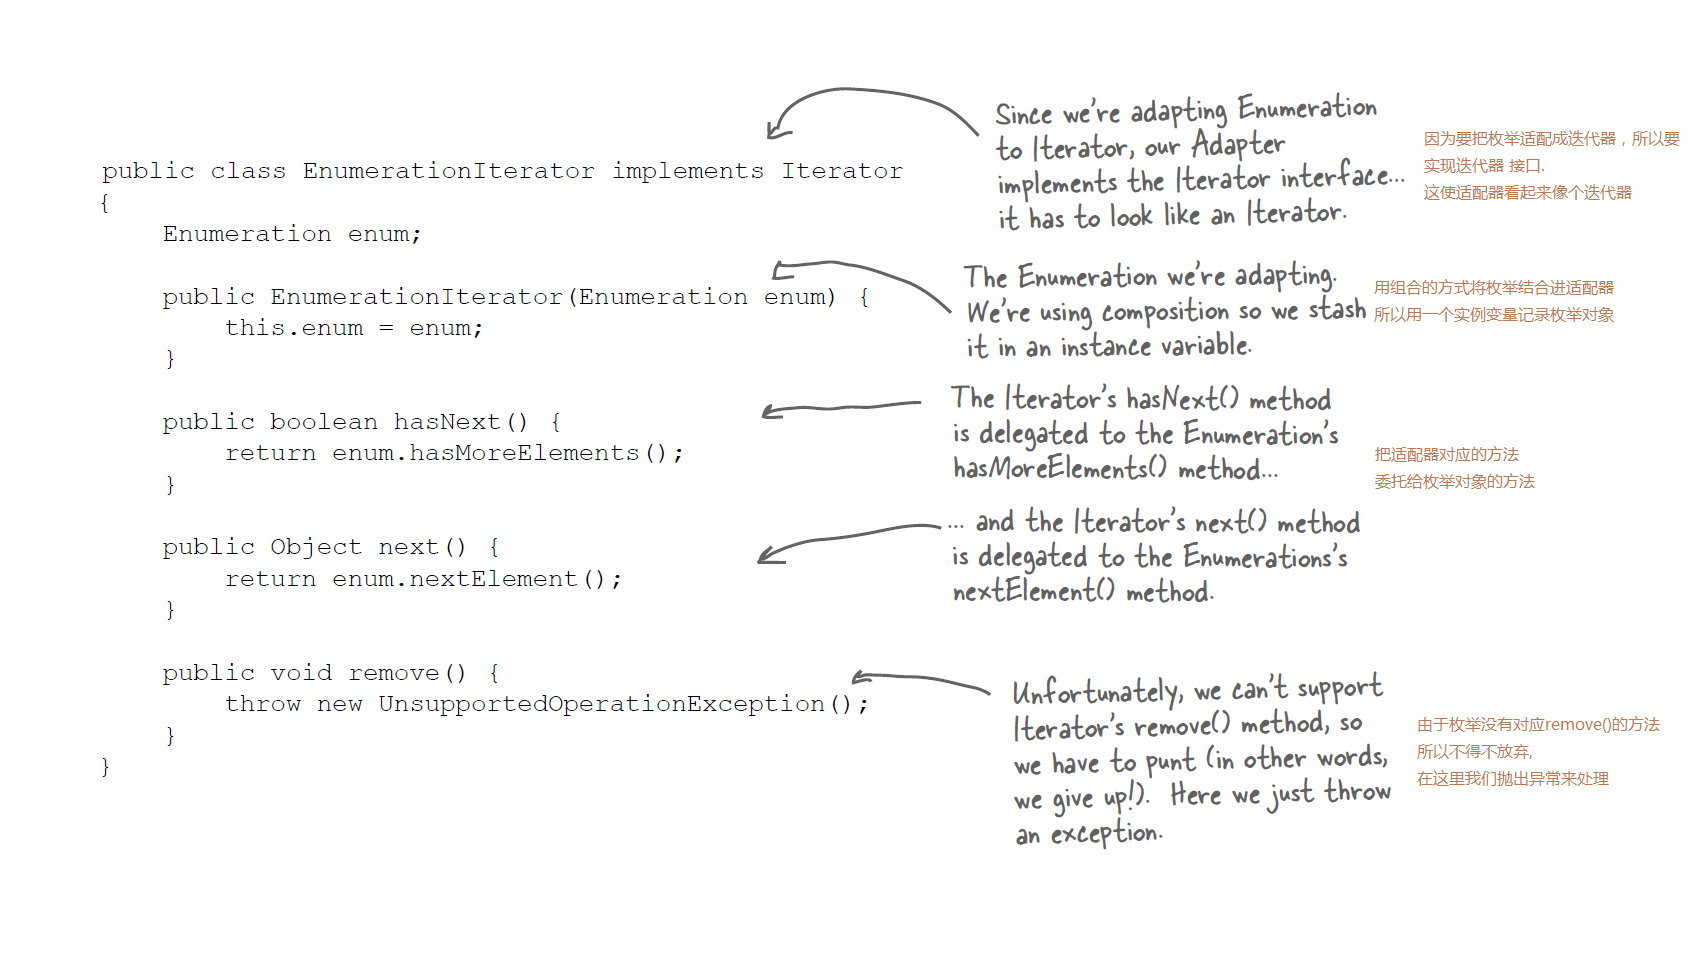 public class EnumerationIterator implements Iterator
{
Enumeration enum;
public EnumerationIterator(Enumeration enum) {
this.enum = enum;
}
public boolean hasNext() {
return enum.hasMoreElements();
}
public Object next() {
return enum.nextElement();
}
public void remove() {
throw new UnsupportedOperationException();
}
}
Since we're adapting Enumeration
to Iterator, our Adapter
implements the Iterator interface...
it has to look like an Iterator.
因为要把枚举适配成迭代器，所以要
实现迭代器 接口.
这使适配器看起来像个迭代器
The Enumeration we're adapting.
We're using composition so we stash
it in an instance variable.
用组合的方式将枚举结合进适配器
所以用一个实例变量记录枚举对象
The Iterator's hasNext() method
is delegated to the Enumeration's
hasMoreElements() method...
把适配器对应的方法
委托给枚举对象的方法
... and the Iterator's next() method
is delegated to the Enumerations's
nextElement() method.
Unfortunately, we can't support
Iterator's remove() method, so
we have to punt (in other words,
we give up!). Here we just throw
an exception.
由于枚举没有对应remove()的方法
所以不得不放弃,
在这里我们抛出异常来处理